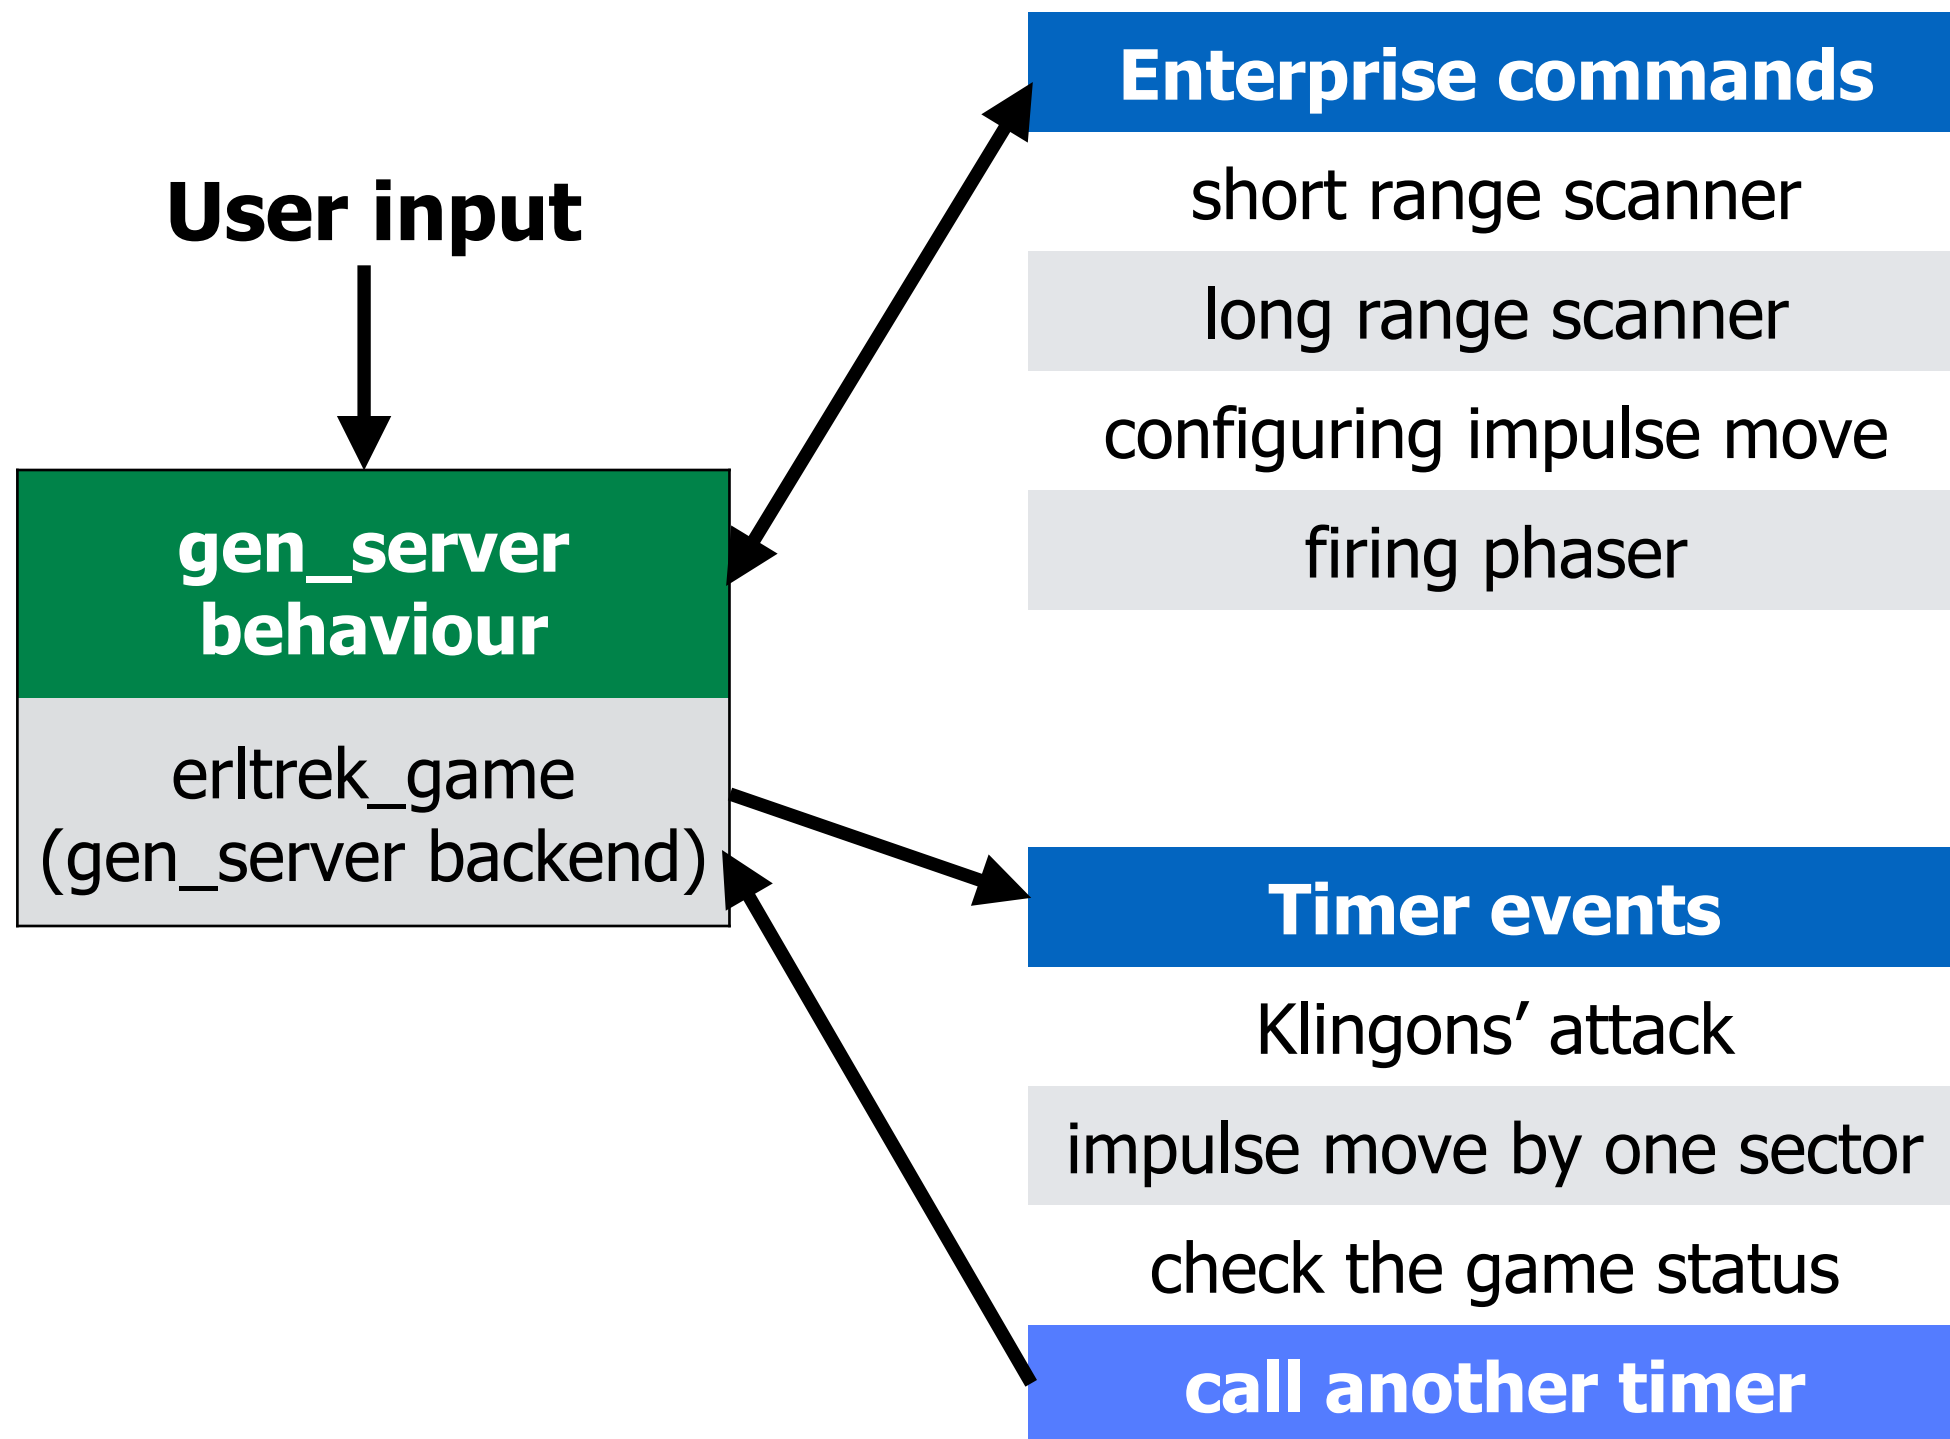 User input
gen_server
behaviour
erltrek_game
(gen_server backend)
Enterprise commands
short range scanner
long range scanner
configuring impulse move
firing phaser
Timer events
Klingons’ attack
impulse move by one sector
check the game status
call another timer